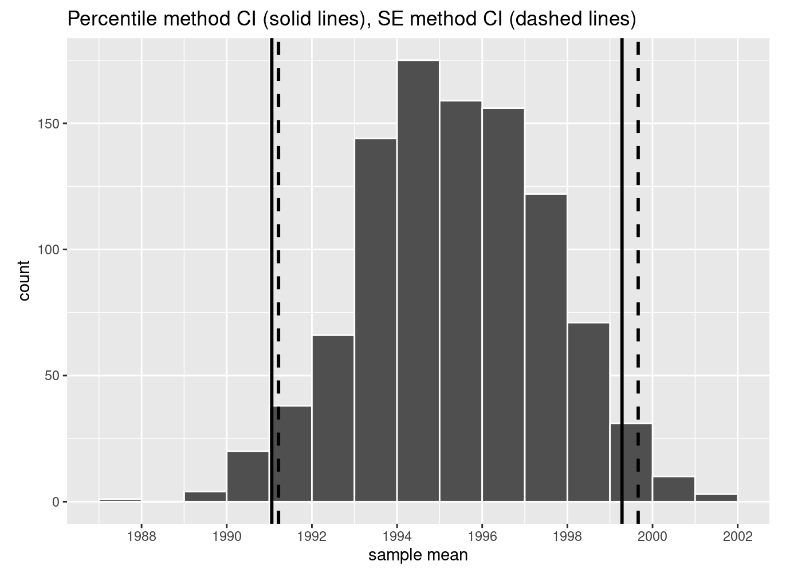 Percentile method CI (solid lines), SE method CI (dashed lines)
150
100
50
0
count
1988 1990 1992 1994 1996 1998 2000 2002
sample mean